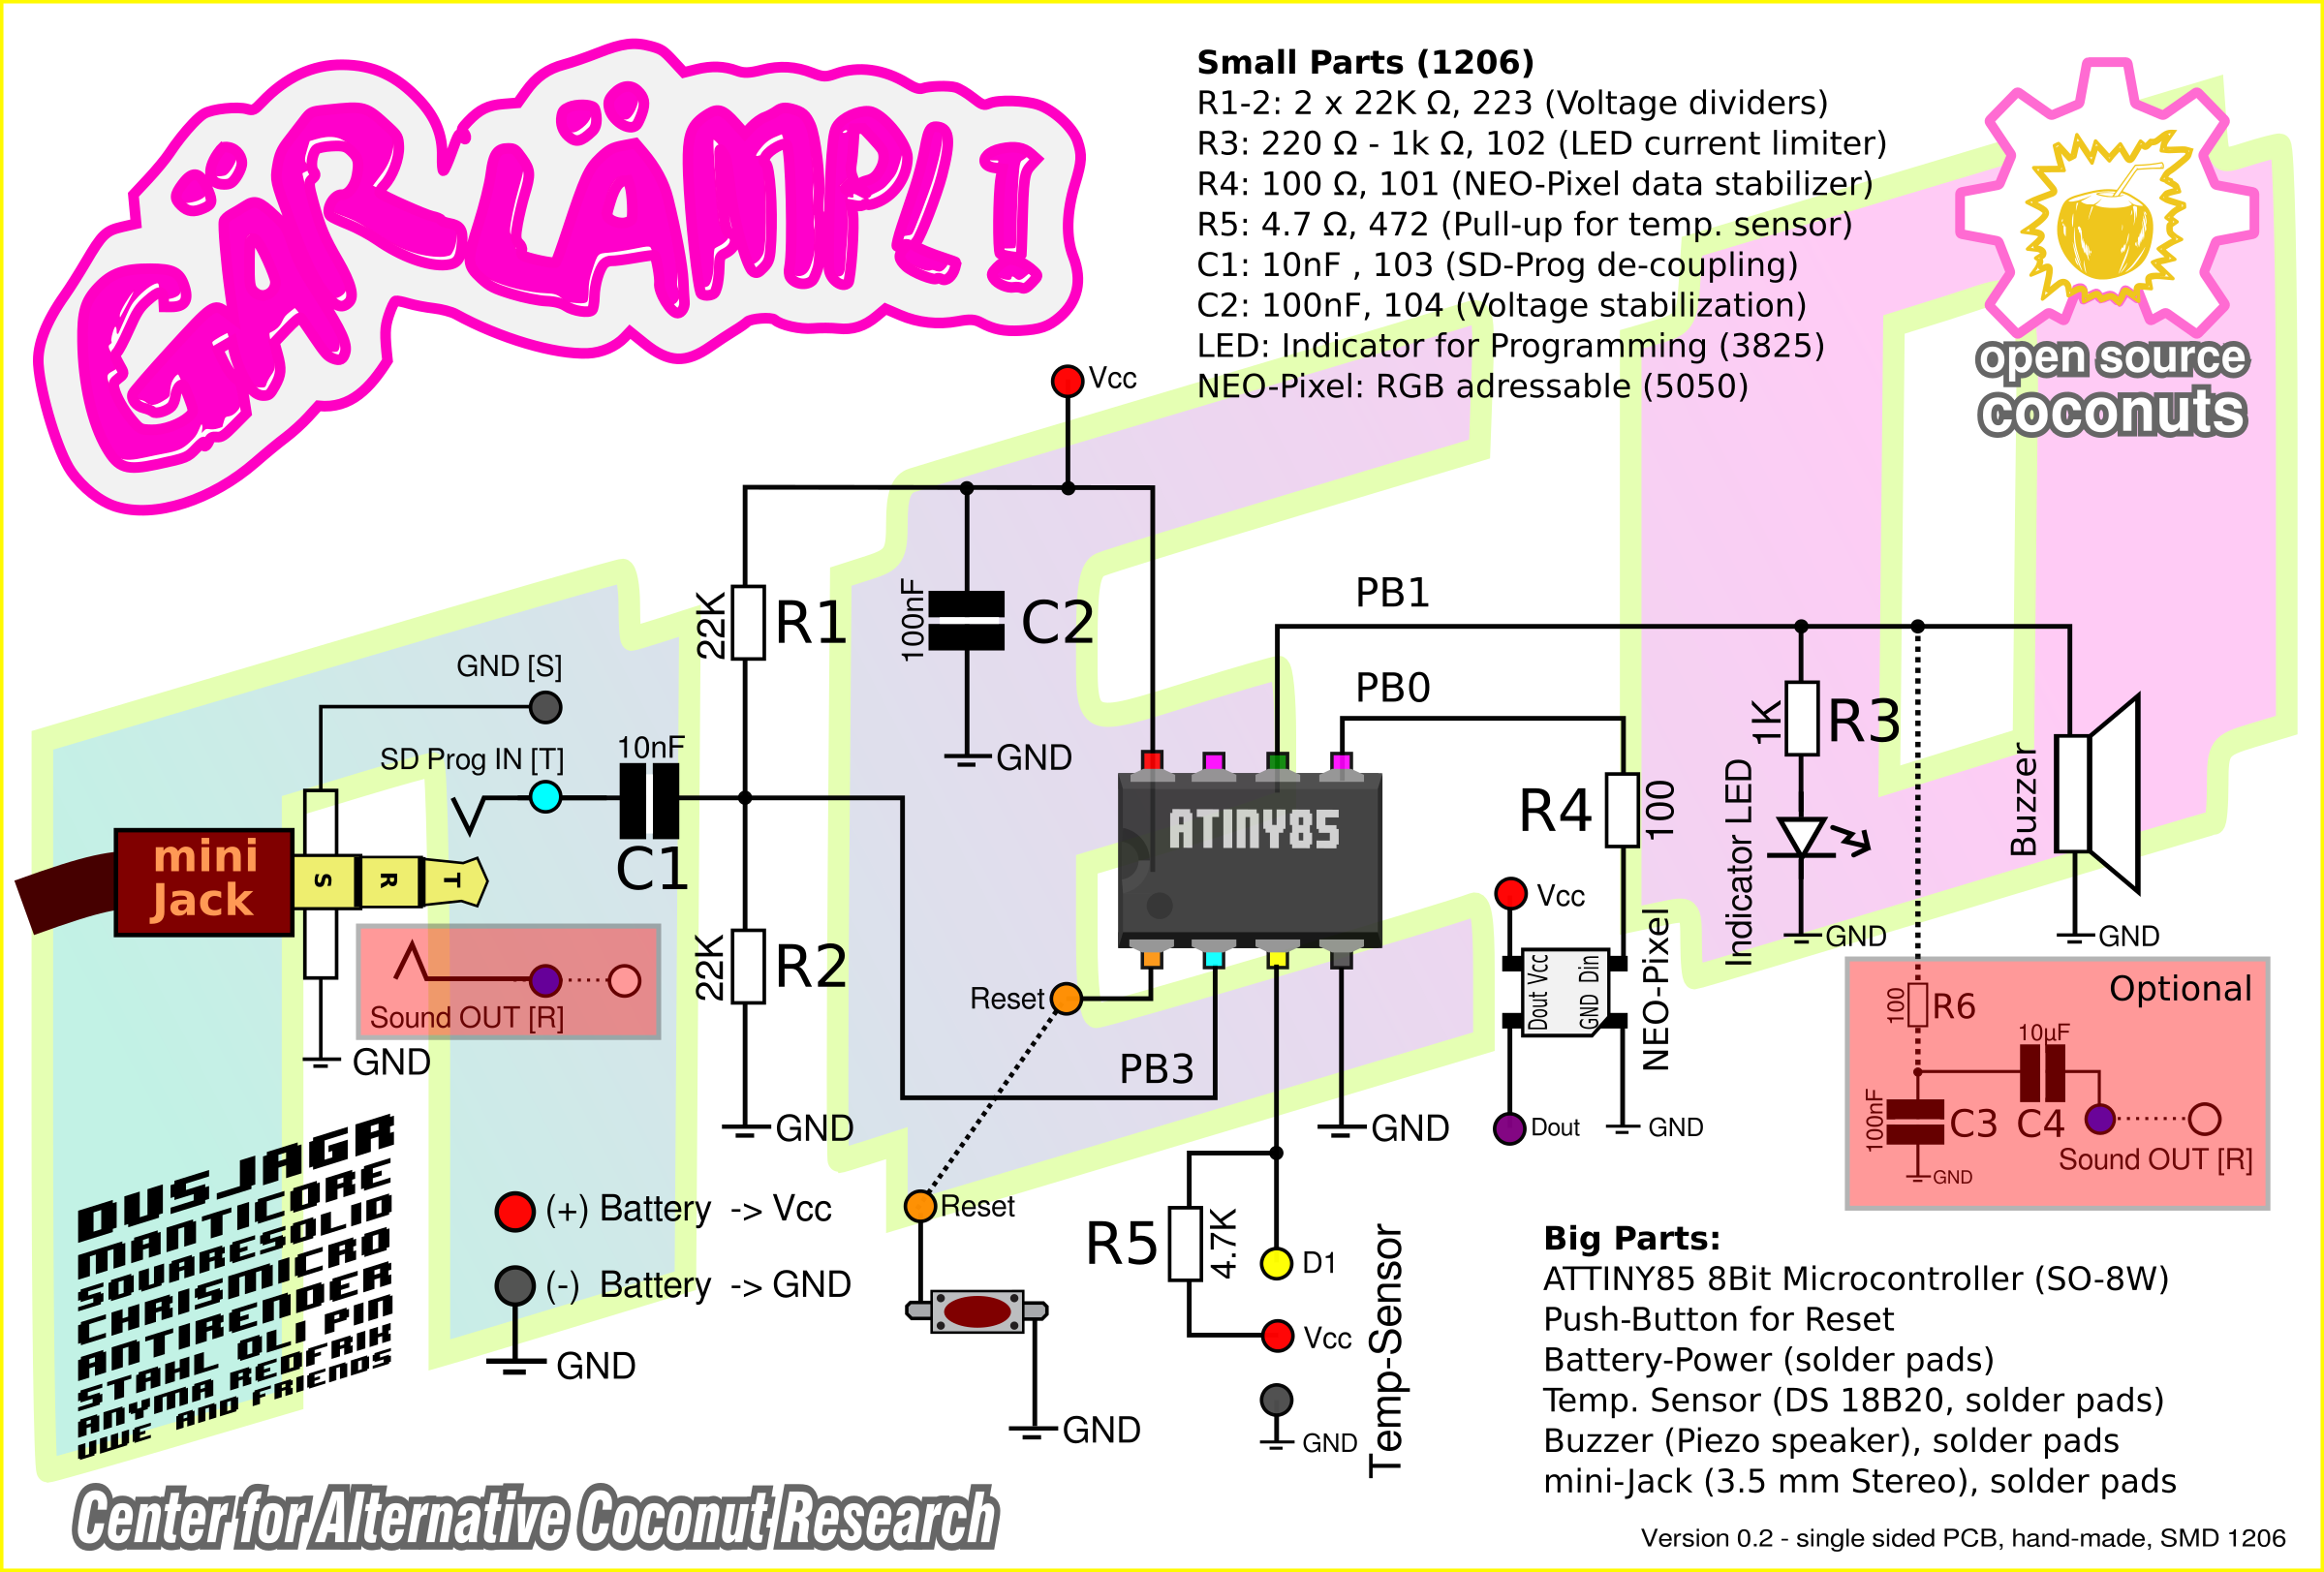 GÄRLÄMPLI
Small Parts (1206)
R1-2: 2 x 22K Ω, 223 (Voltage dividers)
R3: 220 Ω - 1k Ω, 102 (LED current limiter)
R4: 100 Ω, 101 (NEO-Pixel data stabilizer)
R5: 4.7 Ω, 472 (Pull-up for temp. sensor)
C1: 10nF , 103 (SD-Prog de-coupling)
C2: 100nF, 104 (Voltage stabilization)
LED: Indicator for Programming (3825)
NEO-Pixel: RGB adressable (5050)
open source
coconuts
Vcc
22K
R1
100nF
C2
GND
PB1
PB0
GND [S]
SD Prog IN [T]
10nF
C1
mini
Jack
S
R
T
Sound OUT [R]
GND
22K
R2
GND
ATINY85
Reset
PB3
GND
R4
100
Vcc
Dout Vcc
GND Din
NEO-Pixel
Dout
GND
1K
R3
Indicator LED
GND
Buzzer
GND
Optional
100
R6
10µF
100nF
C3
C4
GND
Sound OUT [R]
DUSJAGR
MANTICORE
SQUARESOLID
CHRISMICRO
ANTIRENDER
STAHL OLI PIN
ANYMA REDFRIK
UWE AND FRIENDS
(+) Battery -> Vcc
(-) Battery -> GND
GND
Reset
GND
R5
4.7K
D1
Vcc
GND
Temp-Sensor
Big Parts:
ATTINY85 8Bit Microcontroller (SO-8W)
Push-Button for Reset
Battery-Power (solder pads)
Temp. Sensor (DS 18B20, solder pads)
Buzzer (Piezo speaker), solder pads
mini-Jack (3.5 mm Stereo), solder pads
Center for Alternative Coconut Research
Version 0.2 - single sided PCB, hand-made, SMD 1206